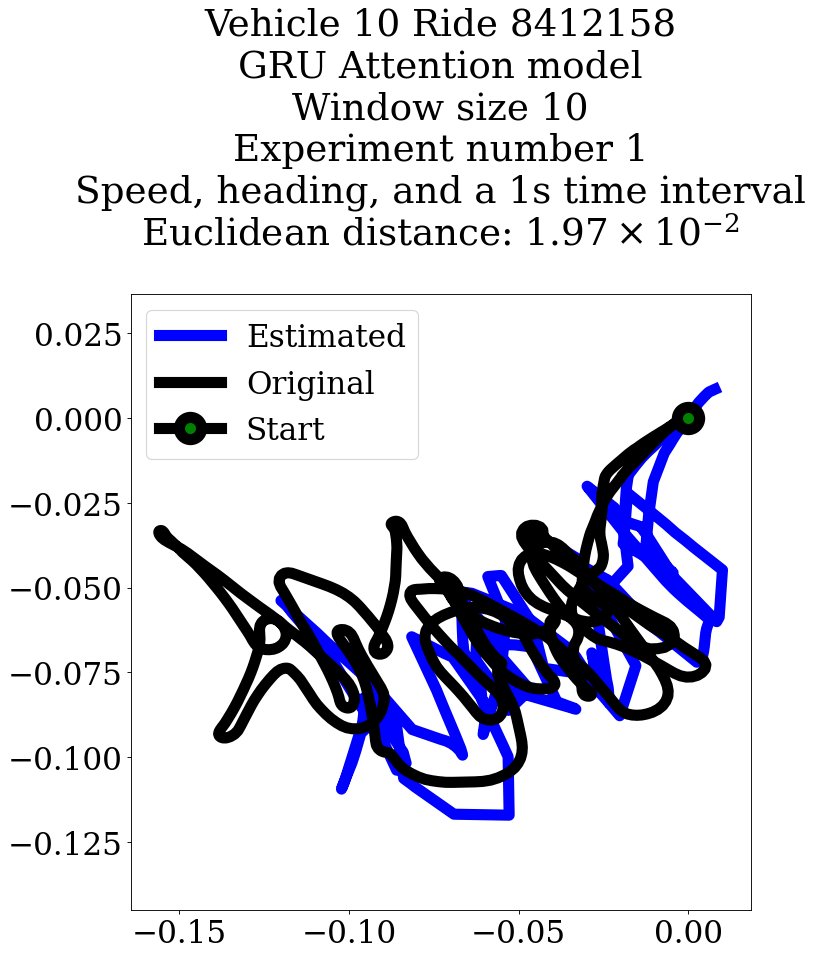 Vehicle 10 Ride 8412158
GRU Attention model
Window size 10
Experiment number 1
Speed, heading, and a 1s time interval
Euclidean distance: 1.97 × 10⁻²
Estimated
Original
Start
0.025
0.000
−0.025
−0.050
−0.075
−0.100
−0.125
−0.15 −0.10 −0.05 0.00